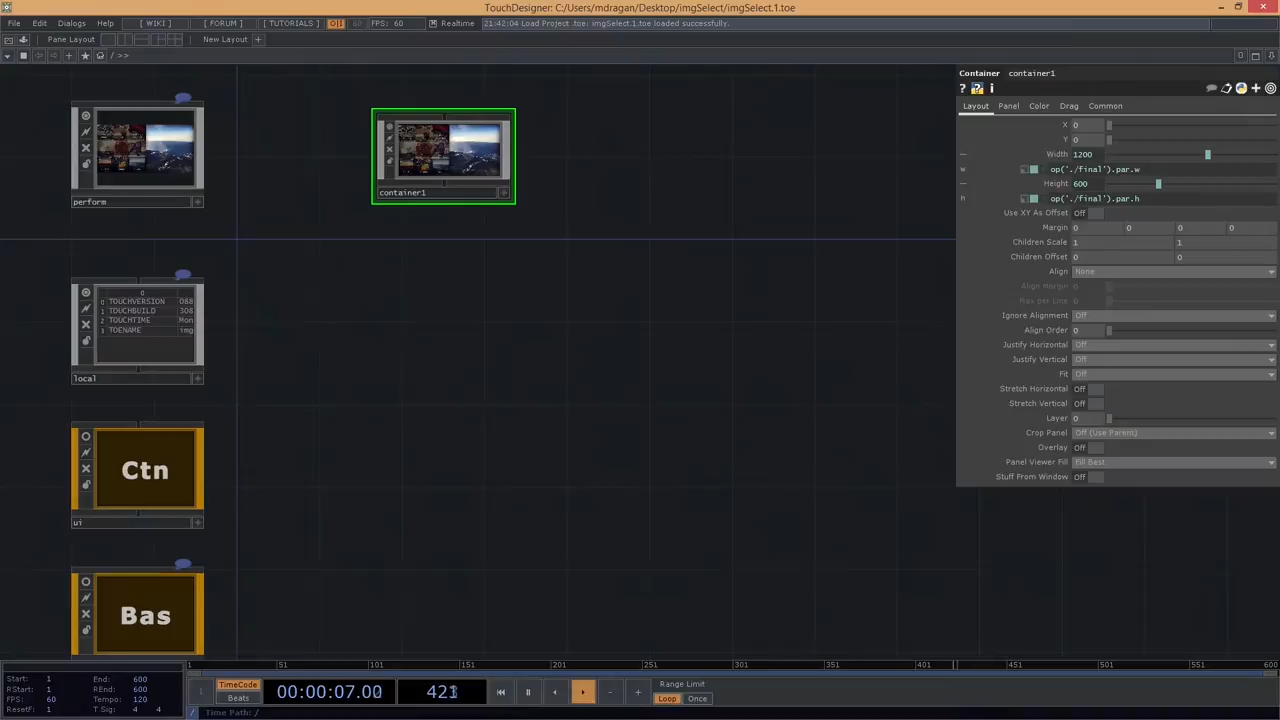 TouchDesigner: C:/Users/mdragan/Desktop/imgSelect/imgSelect.1.toe
File Edit Dialogs Help [ WIKI ] [ FORUM ] [ TUTORIALS ] O|| FPS: 60 Realtime 21:42:04 Load Project .toe: imgSelect.1.toe loaded successfully.
Pane Layout New Layout +
/ >>
Container container1
Layout Panel Color Drag Common
X 0
Y 0
Width 1200
w op('./final').par.w
Height 600
h op('./final').par.h
Use XY As Offset Off
Margin 0 0 0 0
Children Scale 1 1
Children Offset 0 0
Align None
Align Margin 0
Max per Line 0
Ignore Alignment Off
Align Order 0
Justify Horizontal Off
Justify Vertical Off
Fit Off
Stretch Horizontal Off
Stretch Vertical Off
Layer 0
Crop Panel Off (Use Parent)
Overlay Off
Panel Viewer Fill Fill Best
Stuff From Window Off
perform
container1
0
0 TOUCHVERSION 088
1 TOUCHBUILD 308
2 TOUCHTIME Mon
3 TOENAME img
local
Ctn
ui
Bas
1 51 101 151 201 251 301 351 451 501 551 600
Start: 1 End: 600
RStart: 1 REnd: 600
FPS: 60 Tempo: 120
ResetF: 1 T Sig: 4 4
TimeCode
Beats
00:00:07.00
423
Range Limit
Loop Once
/ Time Path: /